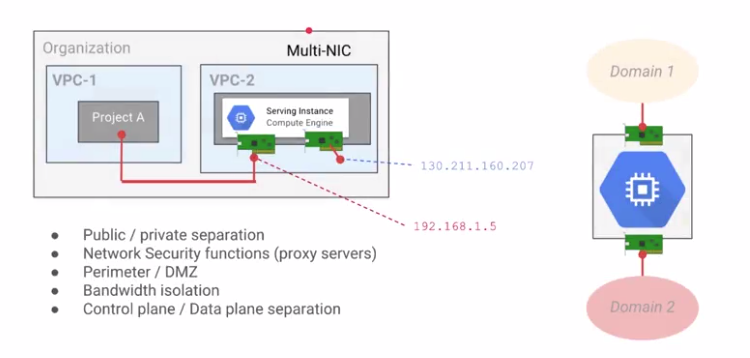 Organization
Multi-NIC
VPC-1
VPC-2
Project A
Serving Instance
Compute Engine
130.211.160.207
192.168.1.5
Domain 1
Domain 2
● Public / private separation
● Network Security functions (proxy servers)
● Perimeter / DMZ
● Bandwidth isolation
● Control plane / Data plane separation